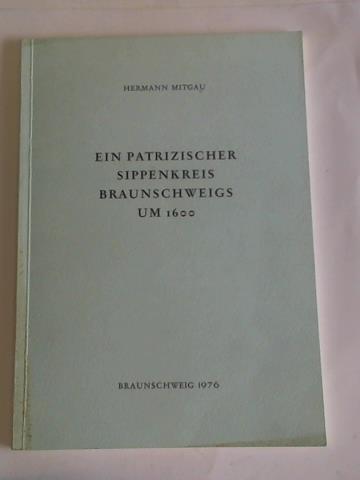 HERMANN MITGAU
EIN PATRIZISCHER
SIPPENKREIS
BRAUNSCHWEIGS
UM 1600
BRAUNSCHWEIG 1976